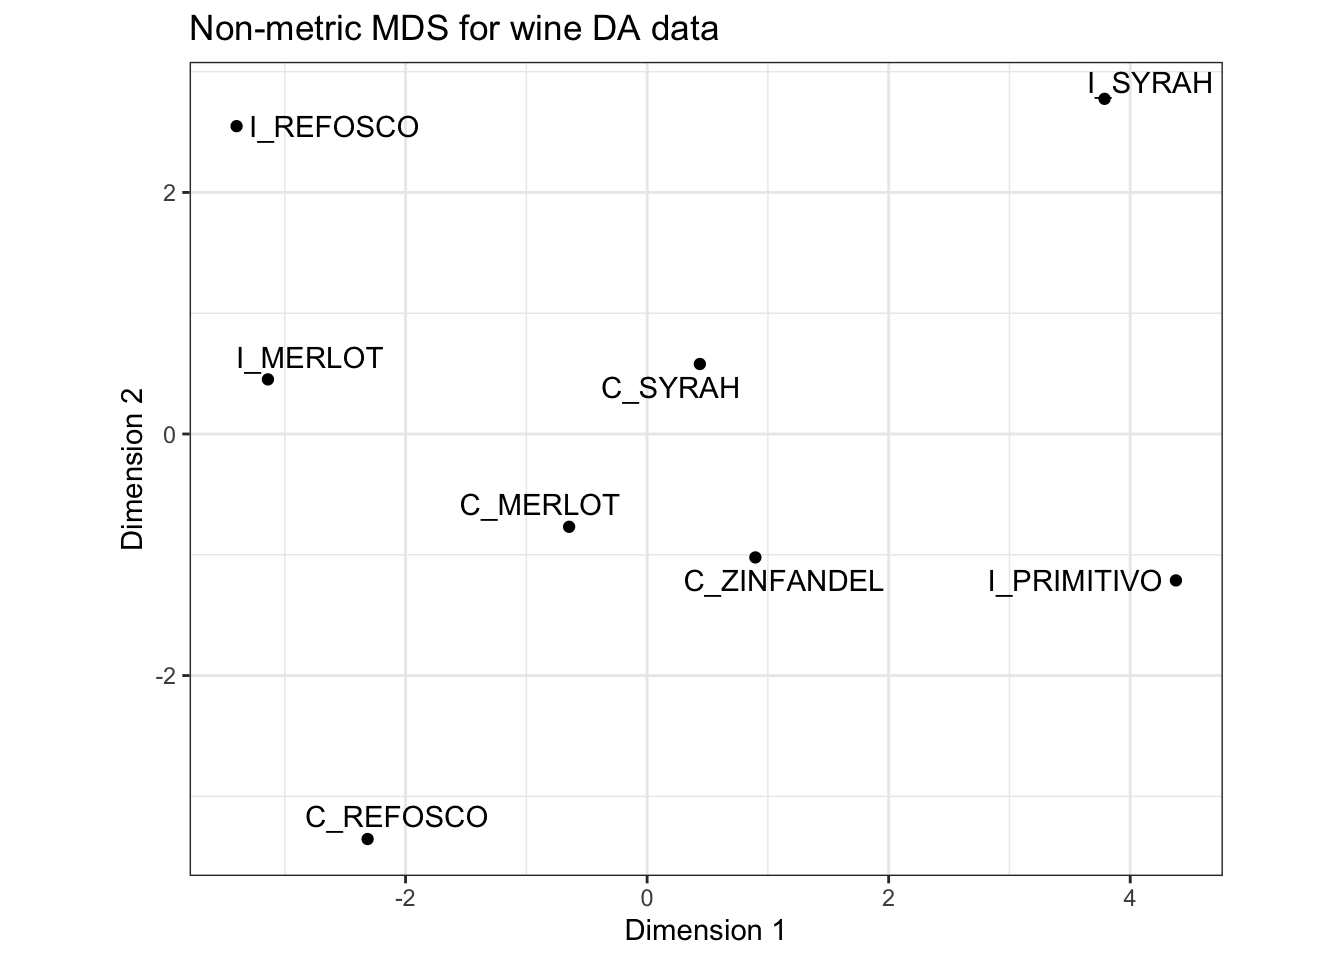 Non-metric MDS for wine DA data
I_SYRAH
I_REFOSCO
2
I_MERLOT
C_SYRAH
0
C_MERLOT
C_ZINFANDEL
I_PRIMITIVO
-2
C_REFOSCO
-2 0 2 4
Dimension 1
Dimension 2